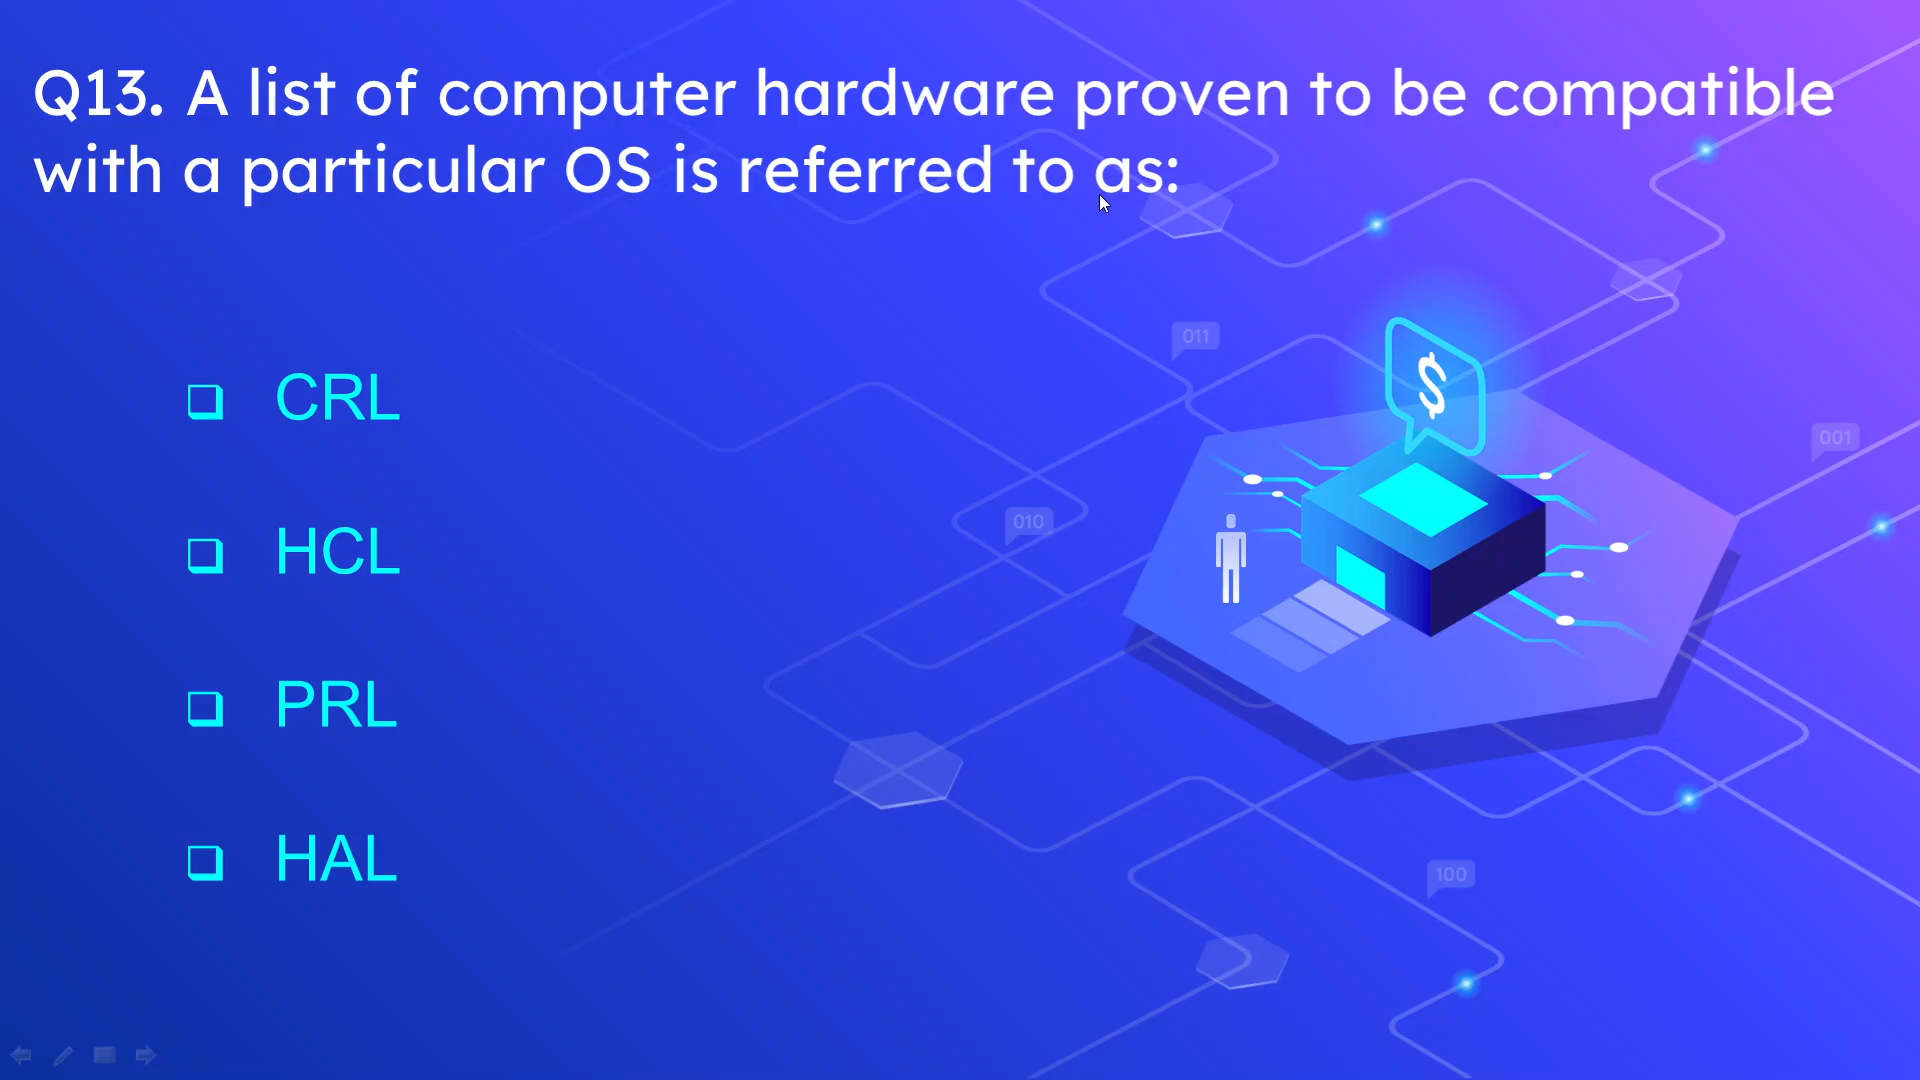 Q13. A list of computer hardware proven to be compatible
with a particular OS is referred to as:
CRL
HCL
PRL
HAL
$
011
001
010
100